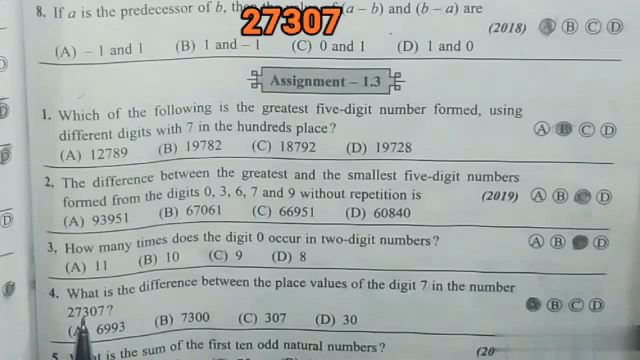 8. If a is the predecessor of b, the (a – b) and (b – a) are
27307
(2018) A B C D
(A) – 1 and 1 (B) 1 and – 1 (C) 0 and 1 (D) 1 and 0
Assignment – 1.3
1. Which of the following is the greatest five-digit number formed, using
different digits with 7 in the hundreds place? A B C D
(A) 12789 (B) 19782 (C) 18792 (D) 19728
2. The difference between the greatest and the smallest five-digit numbers
formed from the digits 0, 3, 6, 7 and 9 without repetition is (2019) A B C D
(A) 93951 (B) 67061 (C) 66951 (D) 60840
3. How many times does the digit 0 occur in two-digit numbers? A B D
(A) 11 (B) 10 (C) 9 (D) 8
4. What is the difference between the place values of the digit 7 in the number
27307? B C D
(A) 6993 (B) 7300 (C) 307 (D) 30
5. is the sum of the first ten odd natural numbers? (20